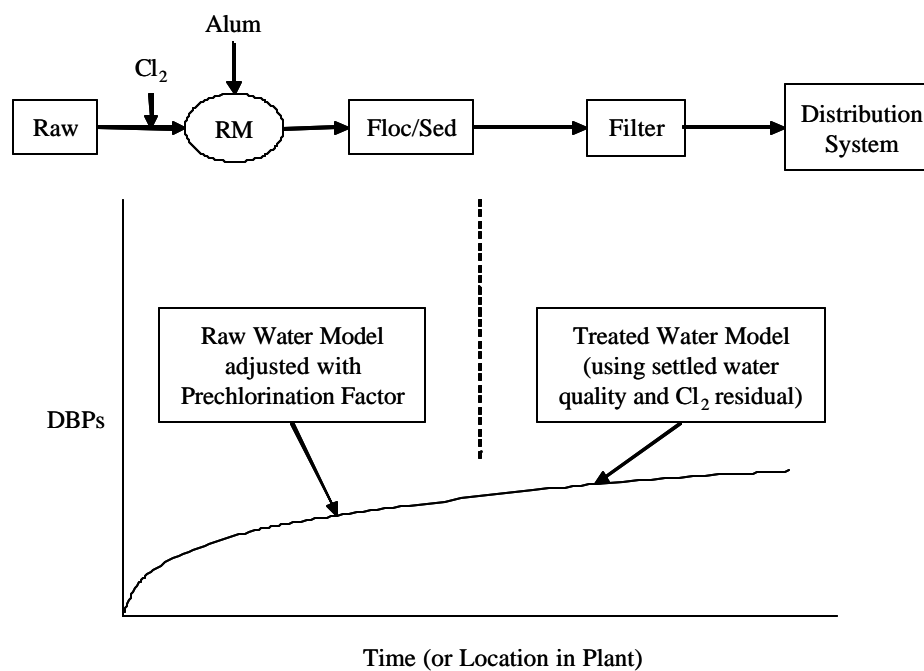 Alum
Cl₂
Raw
RM
Floc/Sed
Filter
Distribution
System
Raw Water Model
adjusted with
Prechlorination Factor
Treated Water Model
(using settled water
quality and Cl₂ residual)
DBPs
Time (or Location in Plant)